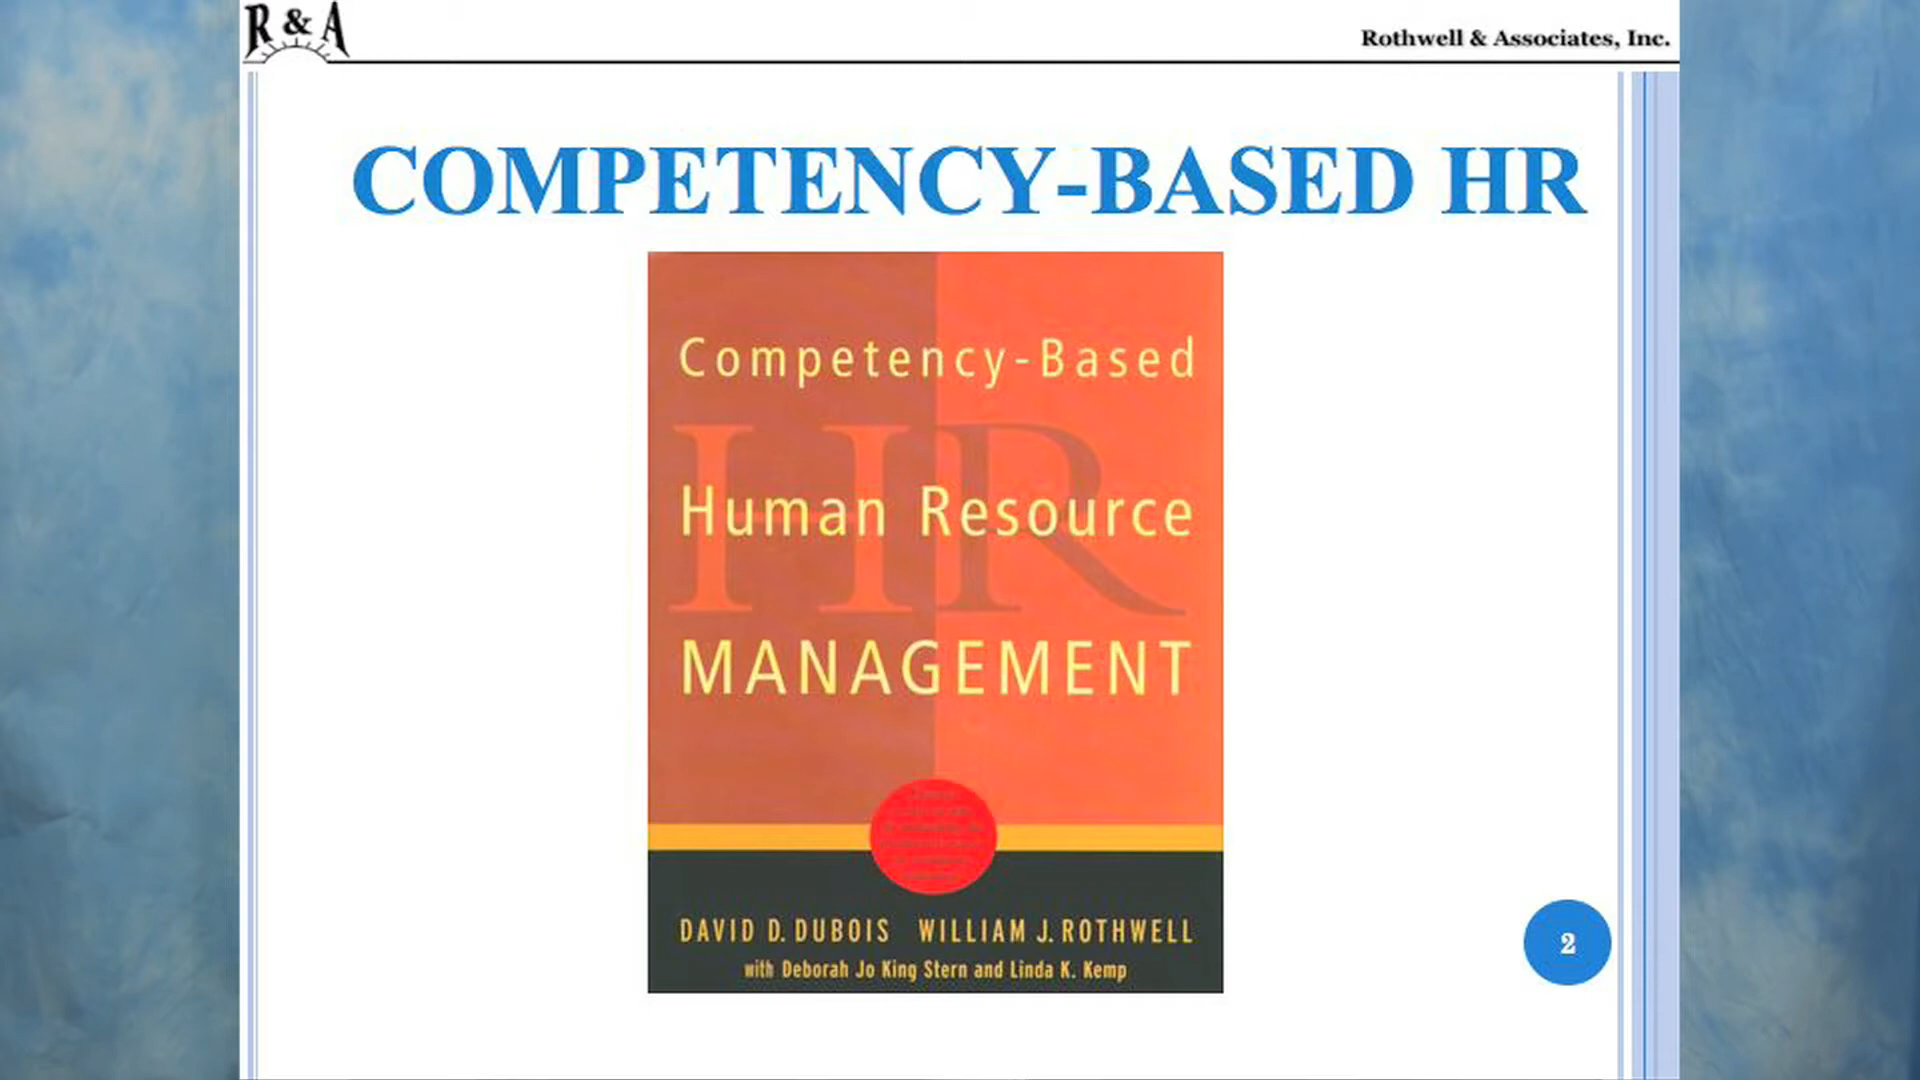 R & A
Rothwell & Associates, Inc.
COMPETENCY-BASED HR
Competency-Based
HR
Human Resource
MANAGEMENT
DAVID D. DUBOIS WILLIAM J. ROTHWELL
with Deborah Jo King Stern and Linda K. Kemp
2